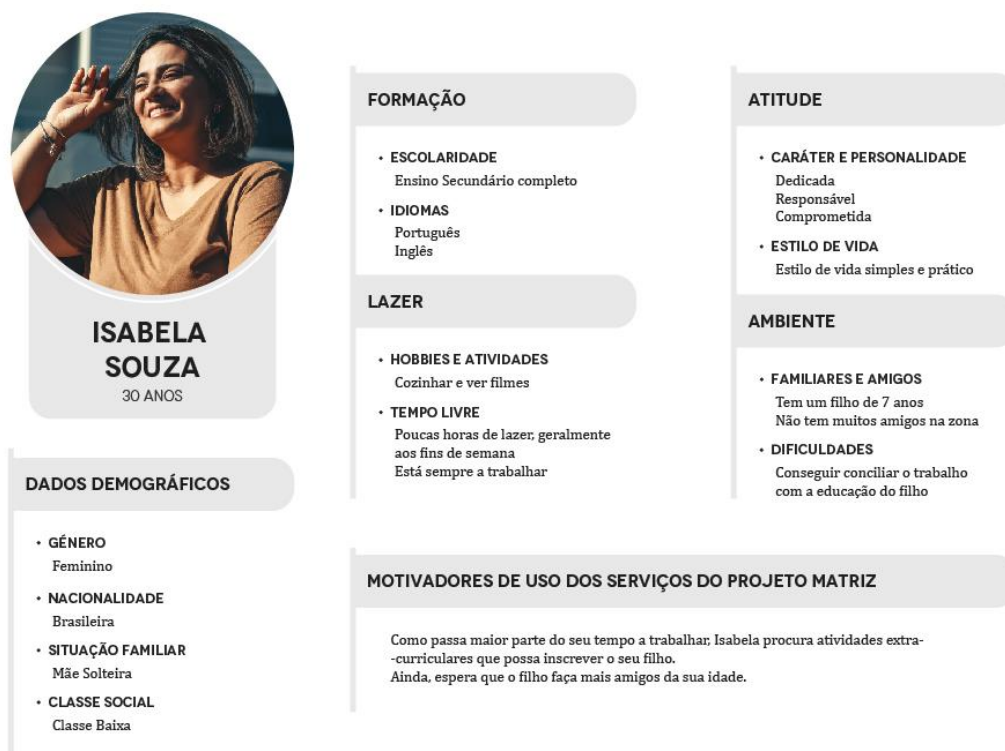 ISABELA
SOUZA
30 ANOS
DADOS DEMOGRÁFICOS
• GÉNERO
Feminino
• NACIONALIDADE
Brasileira
• SITUAÇÃO FAMILIAR
Mãe Solteira
• CLASSE SOCIAL
Classe Baixa
FORMAÇÃO
• ESCOLARIDADE
Ensino Secundário completo
• IDIOMAS
Português
Inglês
LAZER
• HOBBIES E ATIVIDADES
Cozinhar e ver filmes
• TEMPO LIVRE
Poucas horas de lazer, geralmente
aos fins de semana
Está sempre a trabalhar
ATITUDE
• CARÁTER E PERSONALIDADE
Dedicada
Responsável
Comprometida
• ESTILO DE VIDA
Estilo de vida simples e prático
AMBIENTE
• FAMILIARES E AMIGOS
Tem um filho de 7 anos
Não tem muitos amigos na zona
• DIFICULDADES
Conseguir conciliar o trabalho
com a educação do filho
MOTIVADORES DE USO DOS SERVIÇOS DO PROJETO MATRIZ
Como passa maior parte do seu tempo a trabalhar, Isabela procura atividades extra-
-curriculares que possa inscrever o seu filho.
Ainda, espera que o filho faça mais amigos da sua idade.